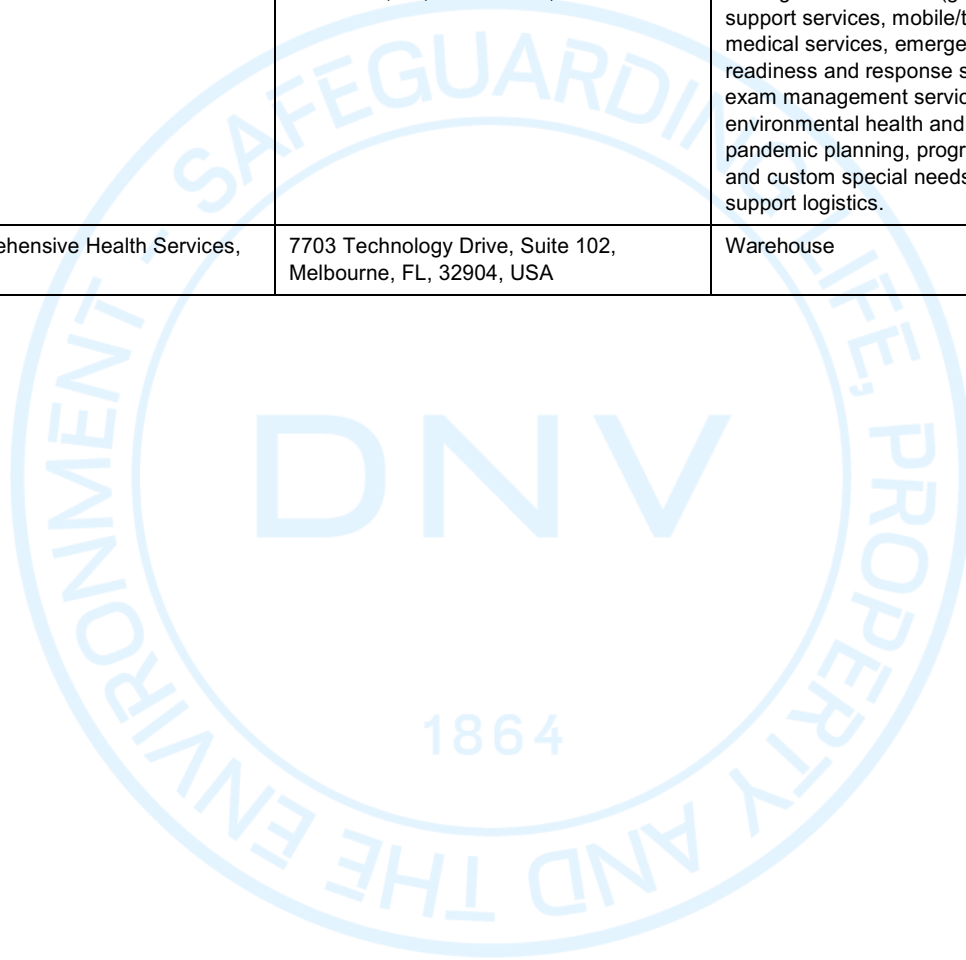 support services, mobile/t
medical services, emerge
readiness and response s
exam management servic
environmental health and
pandemic planning, progr
and custom special needs
support logistics.
ehensive Health Services,
7703 Technology Drive, Suite 102,
Melbourne, FL, 32904, USA
Warehouse
SAFEGUARDING LIFE, PROPERTY AND THE ENVIRONMENT -
DNV
1864